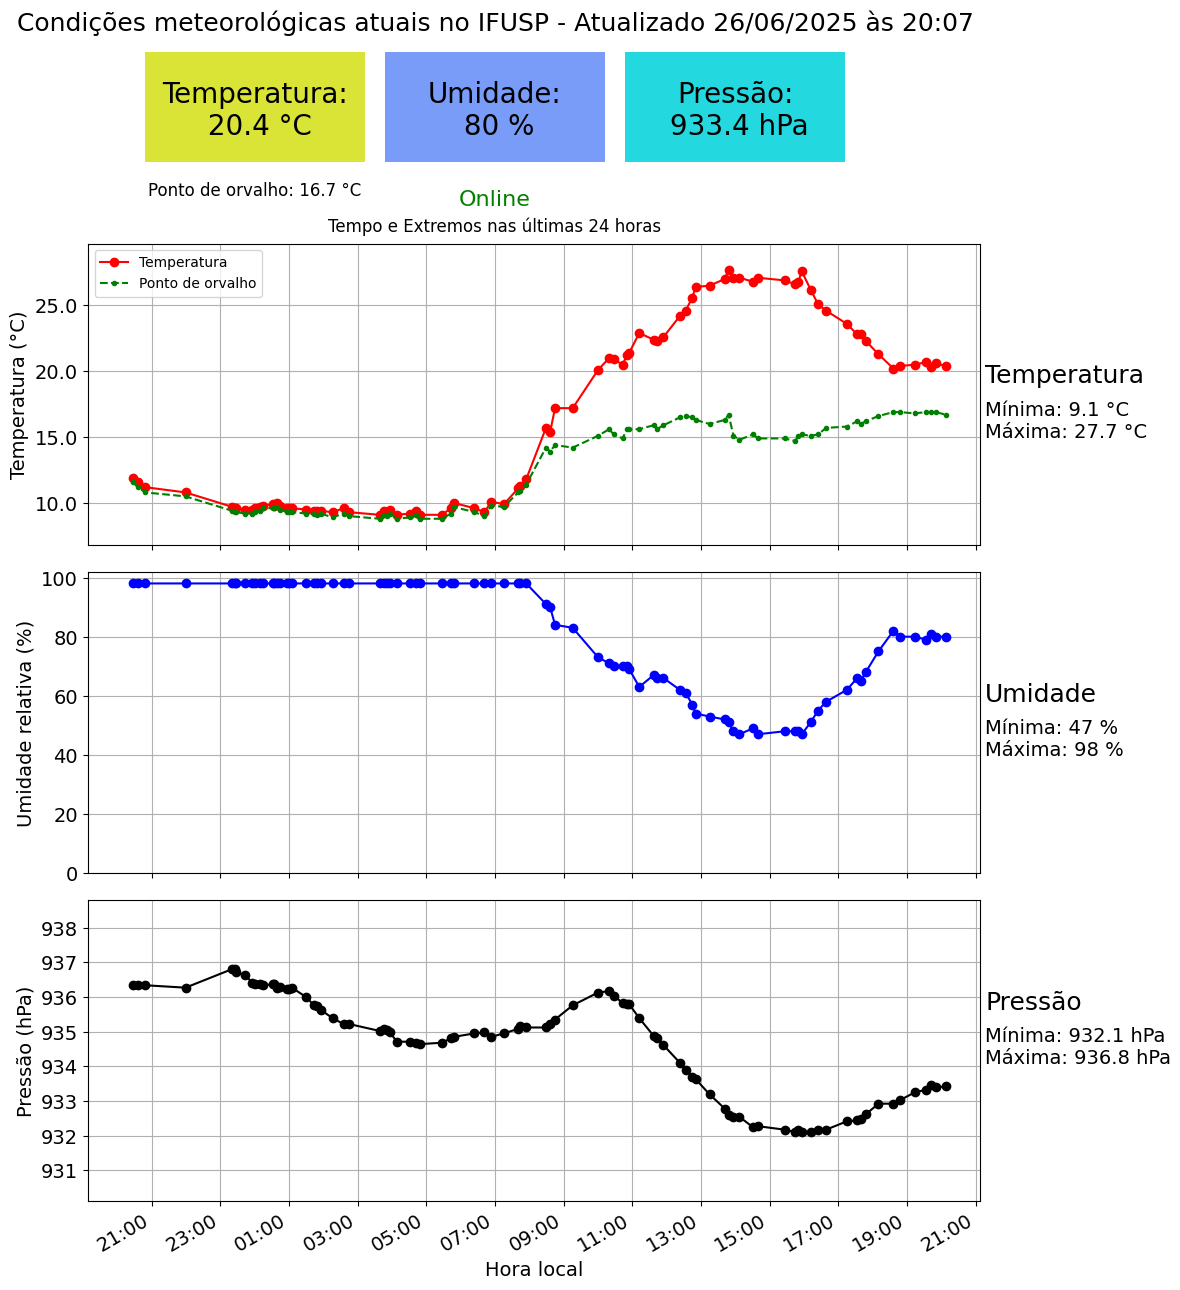 Condições meteorológicas atuais no IFUSP - Atualizado 26/06/2025 às 20:07
Temperatura:
20.4 °C
Umidade:
80 %
Pressão:
933.4 hPa
Ponto de orvalho: 16.7 °C
Online
Tempo e Extremos nas últimas 24 horas
Temperatura
Ponto de orvalho
Temperatura (°C)
25.0
20.0
15.0
10.0
Temperatura
Mínima: 9.1 °C
Máxima: 27.7 °C
Umidade relativa (%)
100
80
60
40
20
0
Umidade
Mínima: 47 %
Máxima: 98 %
Pressão (hPa)
938
937
936
935
934
933
932
931
Pressão
Mínima: 932.1 hPa
Máxima: 936.8 hPa
21:00 23:00 01:00 03:00 05:00 07:00 09:00 11:00 13:00 15:00 17:00 19:00 21:00
Hora local